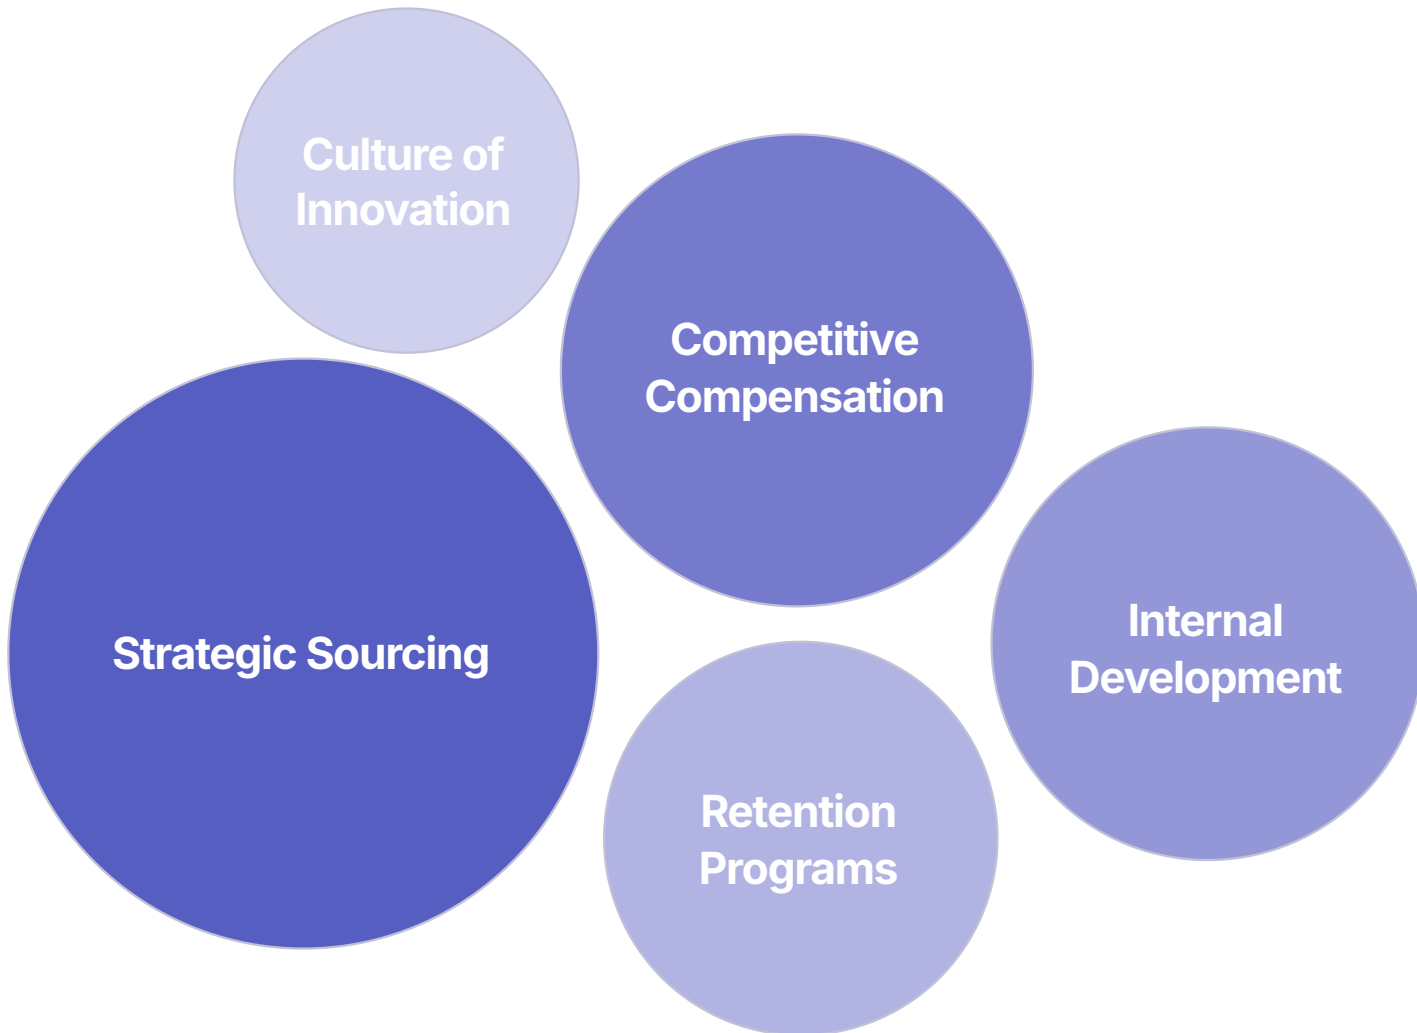 Culture of
Innovation
Competitive
Compensation
Strategic Sourcing
Internal
Development
Retention
Programs